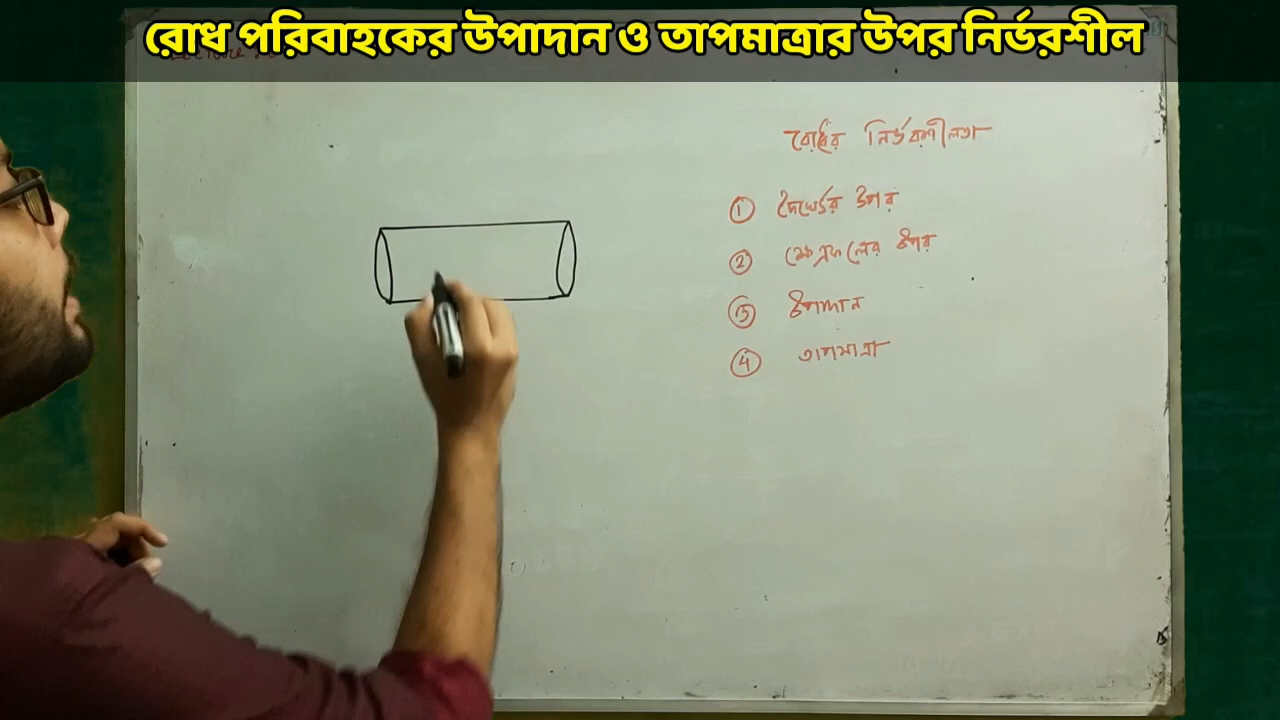 রোধ পরিবাহকের উপাদান ও তাপমাত্রার উপর নির্ভরশীল
রোধের নির্ভরশীলতা
① দৈর্ঘ্যের উপর
② ক্ষেত্রফলের উপর
③ উপাদান
④ তাপমাত্রা